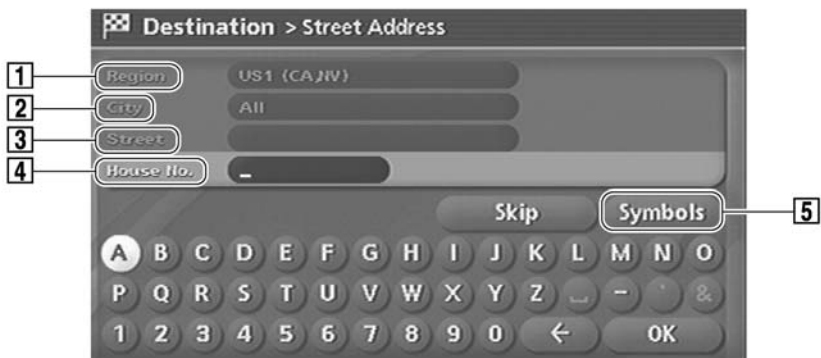 Destination > Street Address
1 Region US1 (CA,NV)
2 City All
3 Street
4 House No. _
Skip Symbols 5
A B C D E F G H I J K L M N O
P Q R S T U V W X Y Z ␣ - ' &
1 2 3 4 5 6 7 8 9 0 ← OK